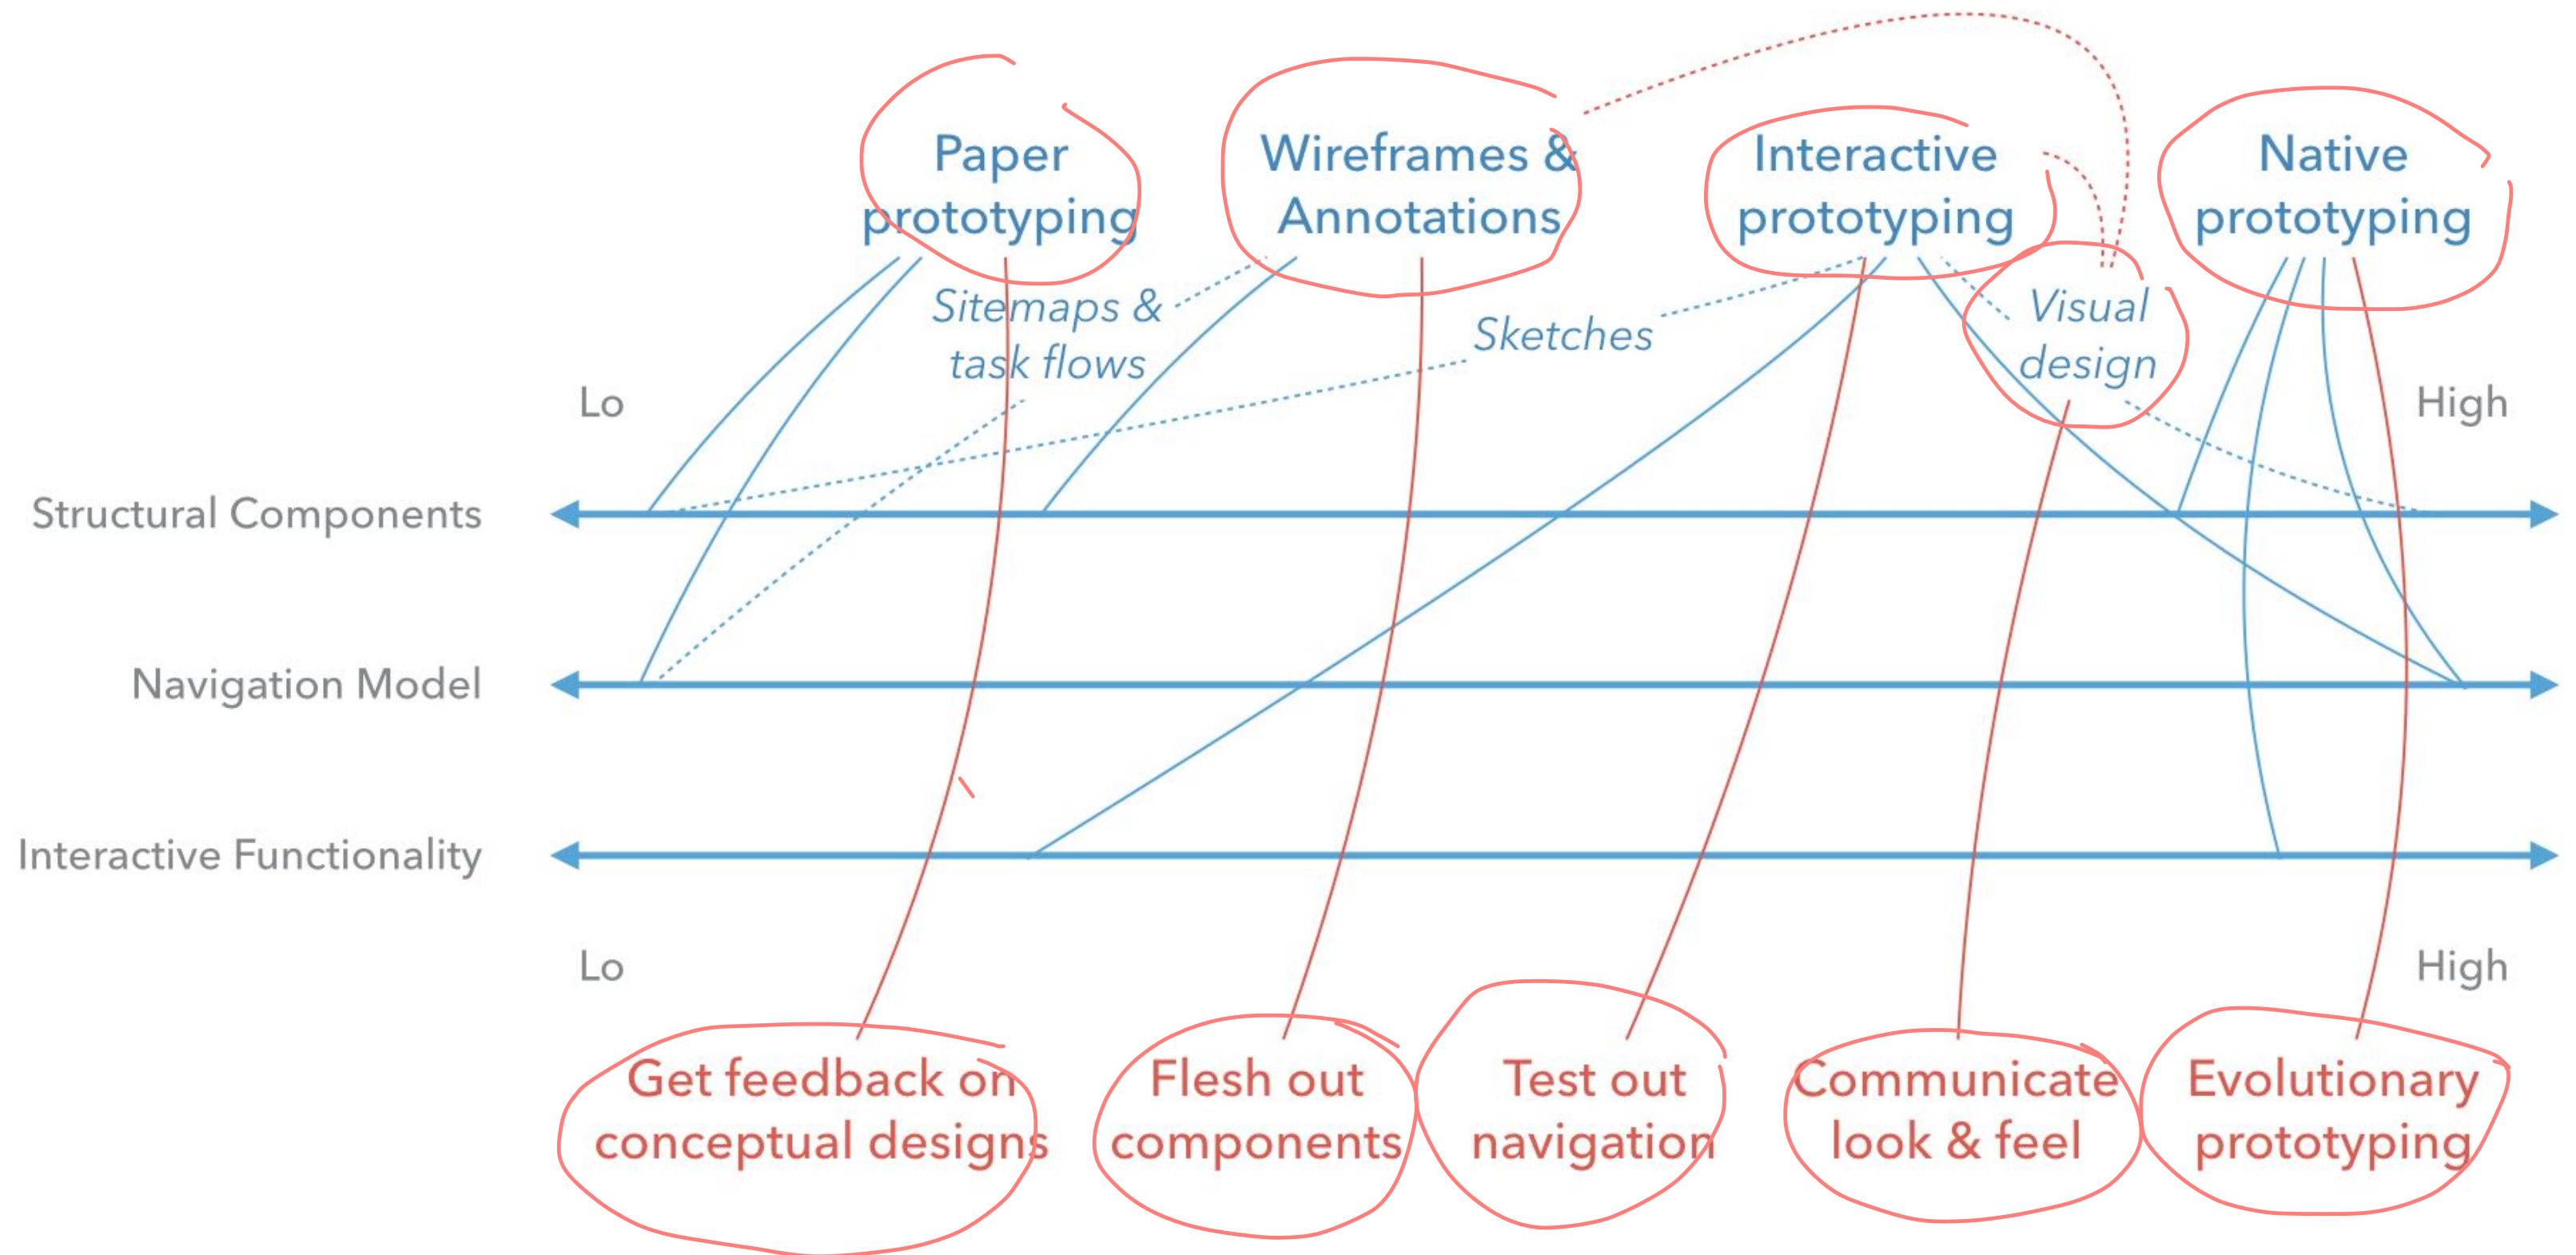 Paper
prototyping
Wireframes &
Annotations
Interactive
prototyping
Native
prototyping
Sitemaps &
task flows
Sketches
Visual
design
Lo
High
Structural Components
Navigation Model
Interactive Functionality
Lo
High
Get feedback on
conceptual designs
Flesh out
components
Test out
navigation
Communicate
look & feel
Evolutionary
prototyping